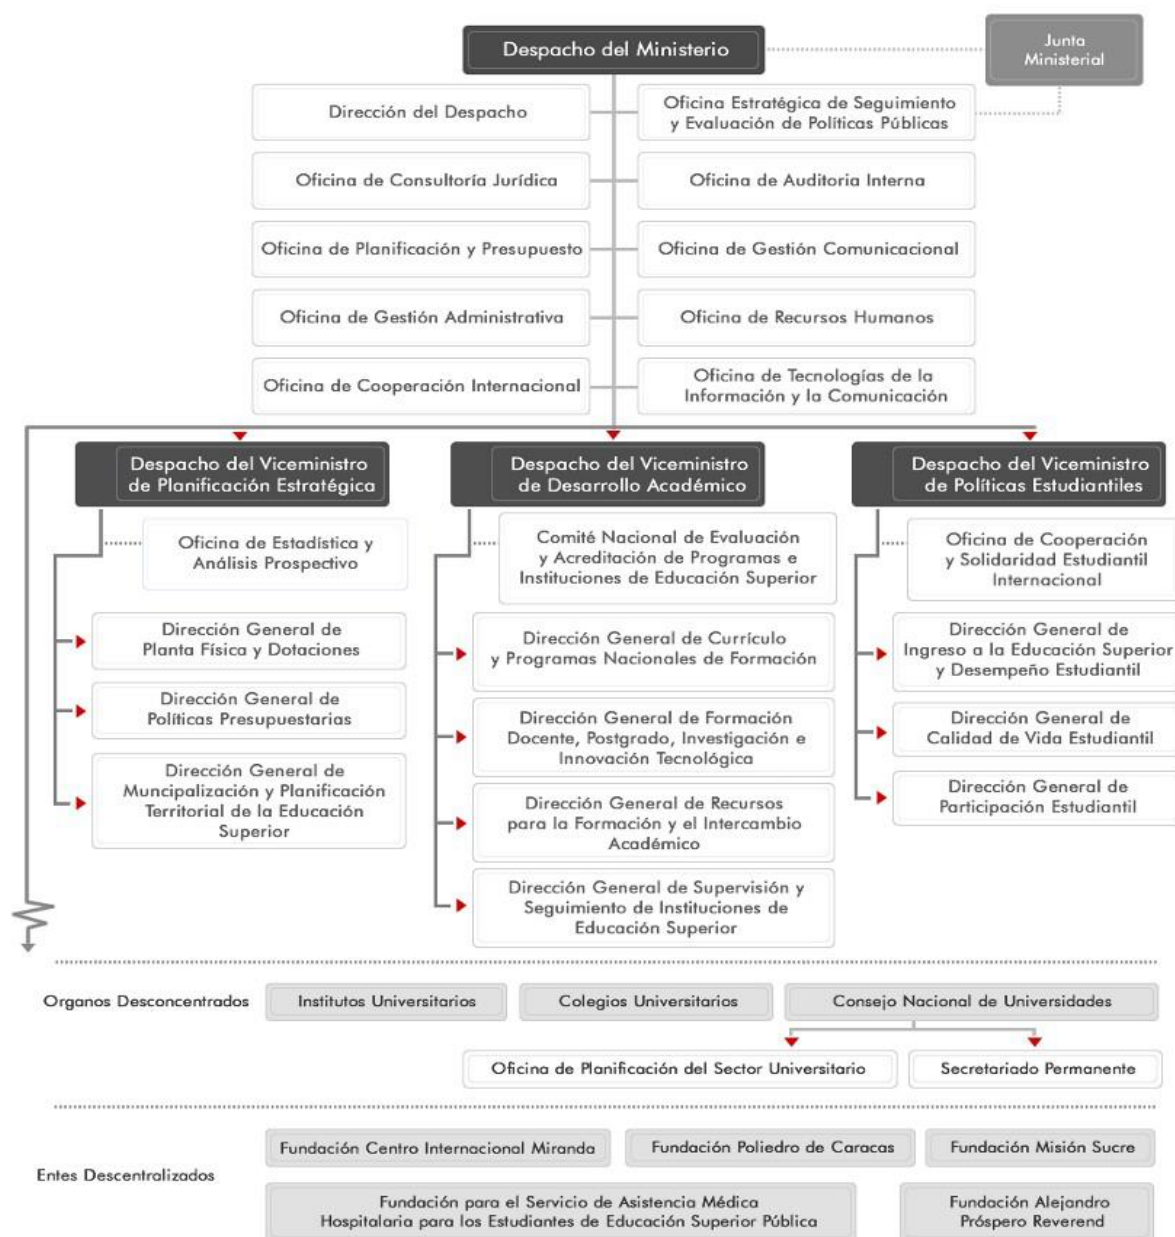 Despacho del Ministerio
Junta
Ministerial
Dirección del Despacho
Oficina Estratégica de Seguimiento
y Evaluación de Políticas Públicas
Oficina de Consultoría Jurídica
Oficina de Auditoria Interna
Oficina de Planificación y Presupuesto
Oficina de Gestión Comunicacional
Oficina de Gestión Administrativa
Oficina de Recursos Humanos
Oficina de Cooperación Internacional
Oficina de Tecnologías de la
Información y la Comunicación
Despacho del Viceministro
de Planificación Estratégica
Oficina de Estadística y
Análisis Prospectivo
Dirección General de
Planta Física y Dotaciones
Dirección General de
Políticas Presupuestarias
Dirección General de
Muncipalización y Planificación
Territorial de la Educación
Superior
Despacho del Viceministro
de Desarrollo Académico
Comité Nacional de Evaluación
y Acreditación de Programas e
Instituciones de Educación Superior
Dirección General de Currículo
y Programas Nacionales de Formación
Dirección General de Formación
Docente, Postgrado, Investigación e
Innovación Tecnológica
Dirección General de Recursos
para la Formación y el Intercambio
Académico
Dirección General de Supervisión y
Seguimiento de Instituciones de
Educación Superior
Despacho del Viceministro
de Políticas Estudiantiles
Oficina de Cooperación
y Solidaridad Estudiantil
Internacional
Dirección General de
Ingreso a la Educación Superior
y Desempeño Estudiantil
Dirección General de
Calidad de Vida Estudiantil
Dirección General de
Participación Estudiantil
Organos Desconcentrados
Institutos Universitarios
Colegios Universitarios
Consejo Nacional de Universidades
Oficina de Planificación del Sector Universitario
Secretariado Permanente
Entes Descentralizados
Fundación Centro Internacional Miranda
Fundación Poliedro de Caracas
Fundación Misión Sucre
Fundación para el Servicio de Asistencia Médica
Hospitalaria para los Estudiantes de Educación Superior Pública
Fundación Alejandro
Próspero Reverend